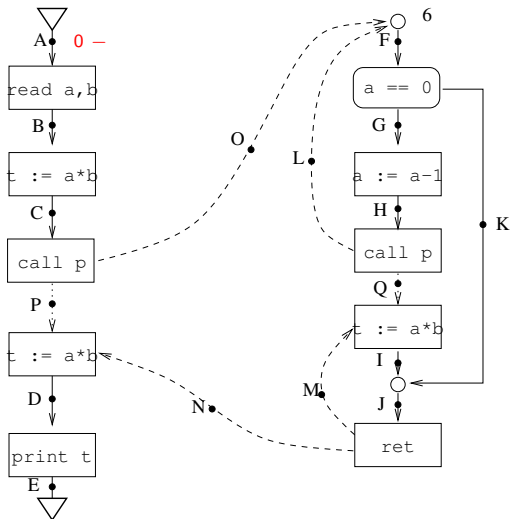 6
A 0 –
F
read a,b
a == 0
B
G
O
L
t := a*b
a := a-1
C
H
K
call p
call p
P
Q
t := a*b
t := a*b
I
D
M
N
J
print t
ret
E